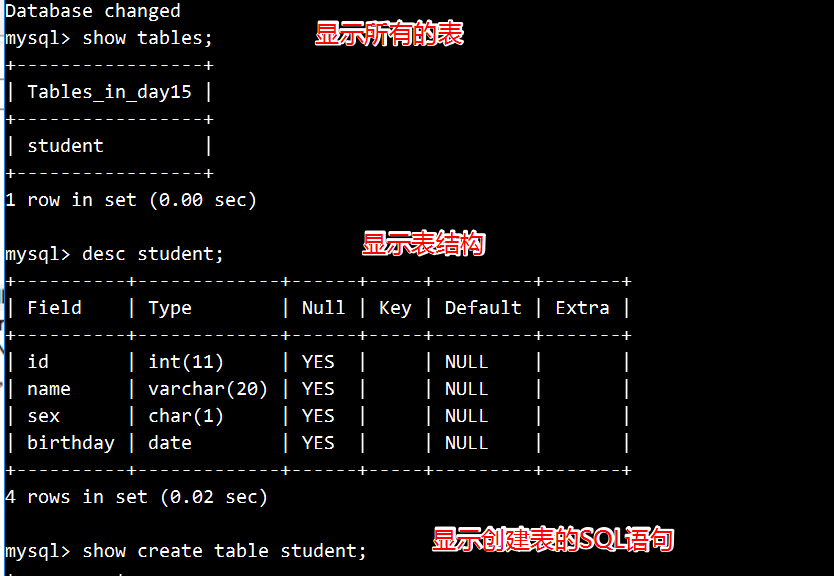 Database changed
mysql> show tables; 显示所有的表
+-----------------+
| Tables_in_day15 |
+-----------------+
| student         |
+-----------------+
1 row in set (0.00 sec)
显示表结构
mysql> desc student;
+----------+-------------+------+-----+---------+-------+
| Field    | Type        | Null | Key | Default | Extra |
+----------+-------------+------+-----+---------+-------+
| id       | int(11)     | YES  |     | NULL    |       |
| name     | varchar(20) | YES  |     | NULL    |       |
| sex      | char(1)     | YES  |     | NULL    |       |
| birthday | date        | YES  |     | NULL    |       |
+----------+-------------+------+-----+---------+-------+
4 rows in set (0.02 sec)
显示创建表的SQL语句
mysql> show create table student;